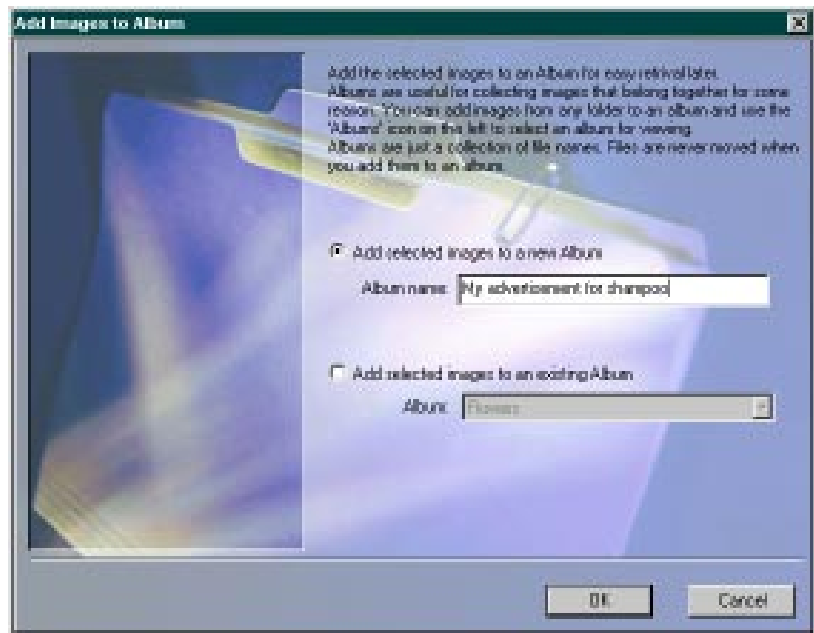 Add Images to Album
Add the selected images to an Album for easy retrival later.
Albums are useful for collecting images that belong together for some
reason. You can add images from any folder to an album and use the
'Albums' icon on the left to select an album for viewing.
Albums are just a collection of file names. Files are never moved when
you add them to an album.
Add selected images to a new Album
Album name: My advertisement for shampoo
Add selected images to an existing Album
Album: Flowers
OK Cancel